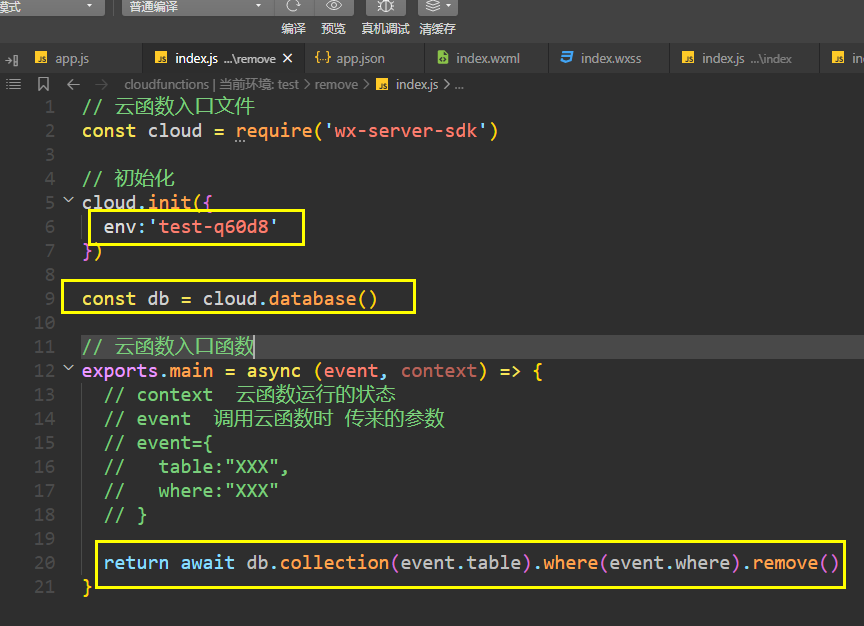 模式 普通编译
编译 预览 真机调试 清缓存
app.js index.js ...\remove app.json index.wxml index.wxss index.js ...\index in
cloudfunctions | 当前环境: test > remove > index.js > ...
1 // 云函数入口文件
2 const cloud = require('wx-server-sdk')
3
4 // 初始化
5 cloud.init({
6 env:'test-q60d8'
7 })
8
9 const db = cloud.database()
10
11 // 云函数入口函数
12 exports.main = async (event, context) => {
13 // context 云函数运行的状态
14 // event 调用云函数时 传来的参数
15 // event={
16 // table:"XXX",
17 // where:"XXX"
18 // }
19
20 return await db.collection(event.table).where(event.where).remove()
21 }